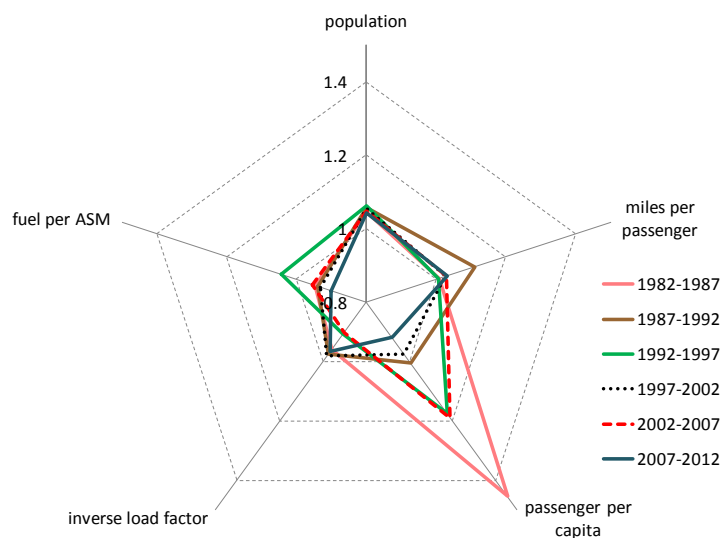 population
1.4
1.2
1
0.8
fuel per ASM
miles per
passenger
1982-1987
1987-1992
1992-1997
1997-2002
2002-2007
2007-2012
inverse load factor
passenger per
capita